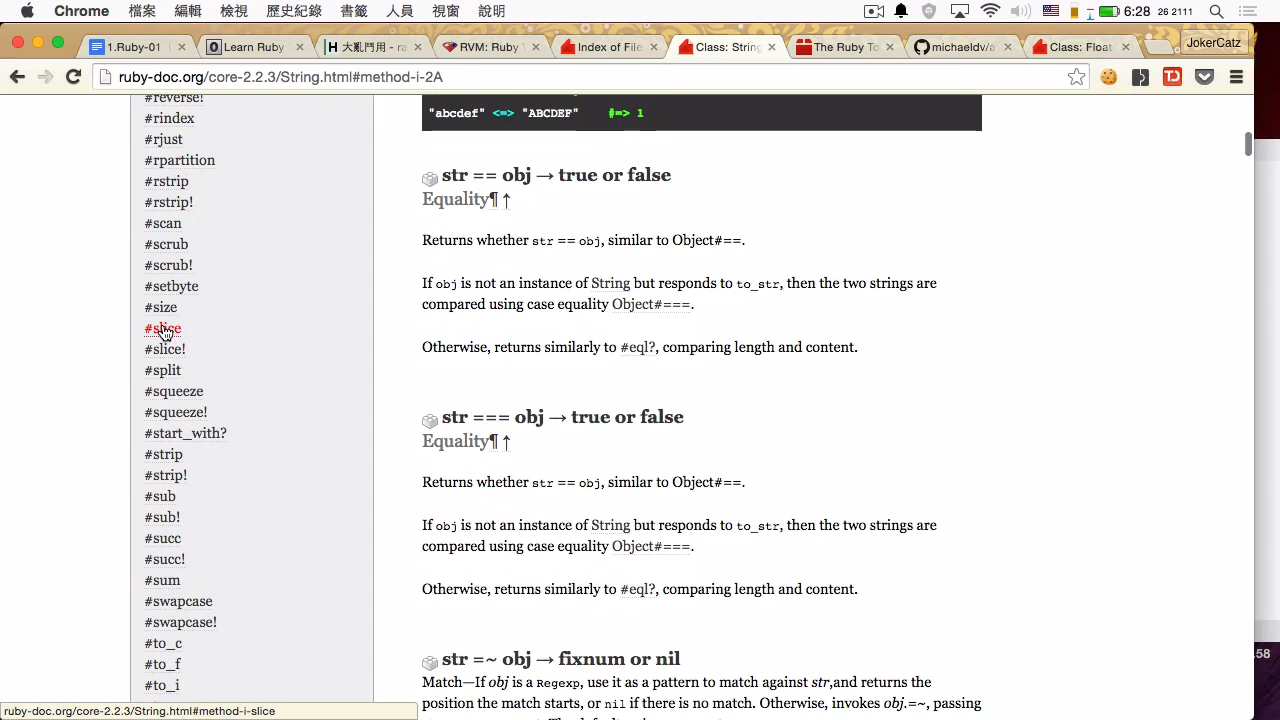 Chrome 檔案 編輯 檢視 歷史紀錄 書籤 人員 視窗 說明 6:28 26 2111
1.Ruby-01
Learn Ruby
大亂鬥用 - ra
RVM: Ruby
Index of File
Class: String
The Ruby To
michaeldv/a
Class: Float
JokerCatz
ruby-doc.org/core-2.2.3/String.html#method-i-2A
#reverse!
#rindex
#rjust
#rpartition
#rstrip
#rstrip!
#scan
#scrub
#scrub!
#setbyte
#size
#slice
#slice!
#split
#squeeze
#squeeze!
#start_with?
#strip
#strip!
#sub
#sub!
#succ
#succ!
#sum
#swapcase
#swapcase!
#to_c
#to_f
#to_i
"abcdef" <=> "ABCDEF" #=> 1
str == obj → true or false
Equality¶ ↑
Returns whether str == obj, similar to Object#==.
If obj is not an instance of String but responds to to_str, then the two strings are
compared using case equality Object#===.
Otherwise, returns similarly to #eql?, comparing length and content.
str === obj → true or false
Equality¶ ↑
Returns whether str == obj, similar to Object#==.
If obj is not an instance of String but responds to to_str, then the two strings are
compared using case equality Object#===.
Otherwise, returns similarly to #eql?, comparing length and content.
str =~ obj → fixnum or nil
Match—If obj is a Regexp, use it as a pattern to match against str,and returns the
position the match starts, or nil if there is no match. Otherwise, invokes obj.=~, passing
ruby-doc.org/core-2.2.3/String.html#method-i-slice
.58